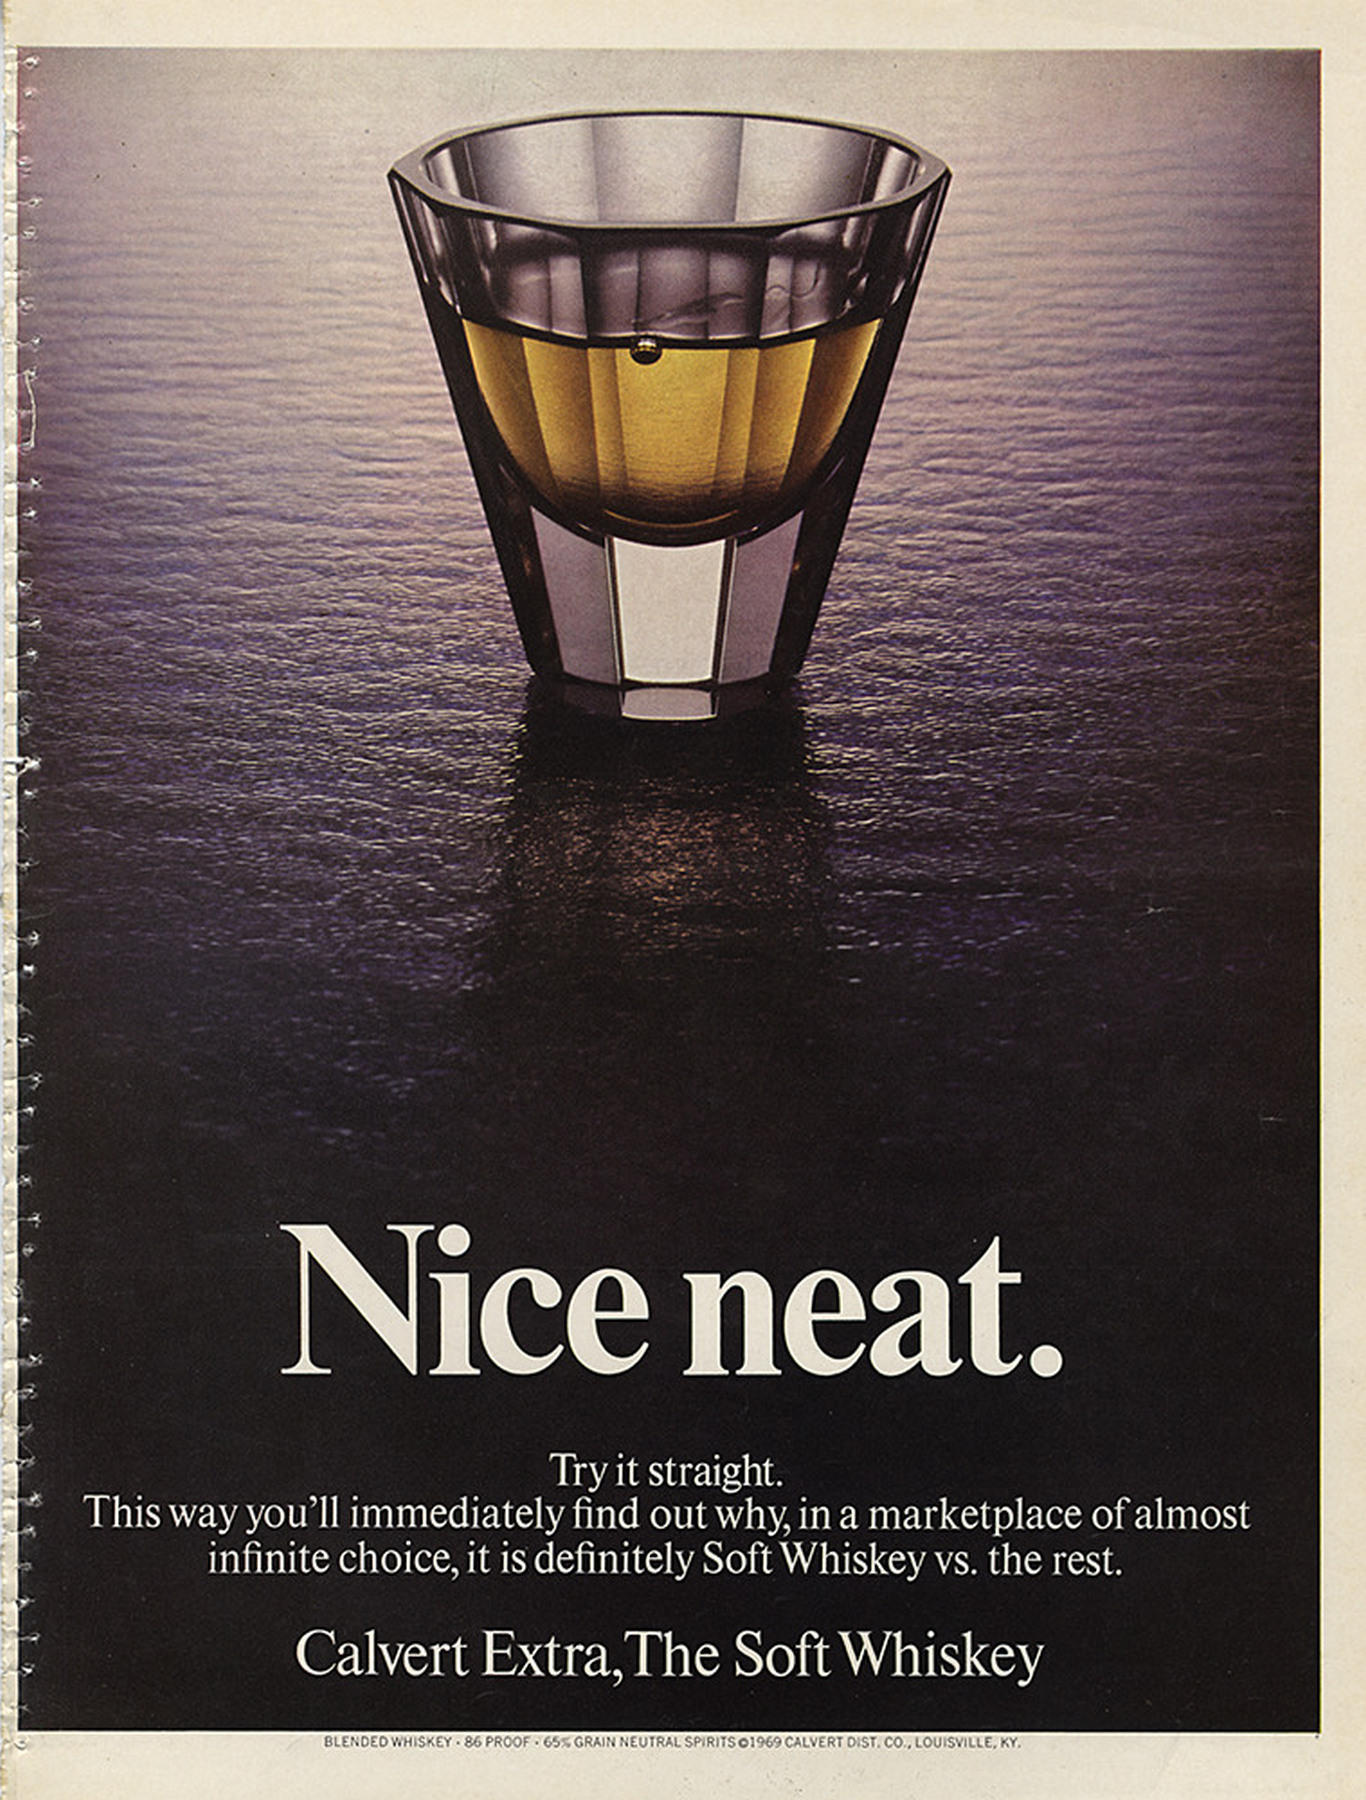 Nice neat.
Try it straight.
This way you'll immediately find out why, in a marketplace of almost
infinite choice, it is definitely Soft Whiskey vs. the rest.
Calvert Extra, The Soft Whiskey
BLENDED WHISKEY • 86 PROOF • 65% GRAIN NEUTRAL SPIRITS ©1969 CALVERT DIST. CO., LOUISVILLE, KY.